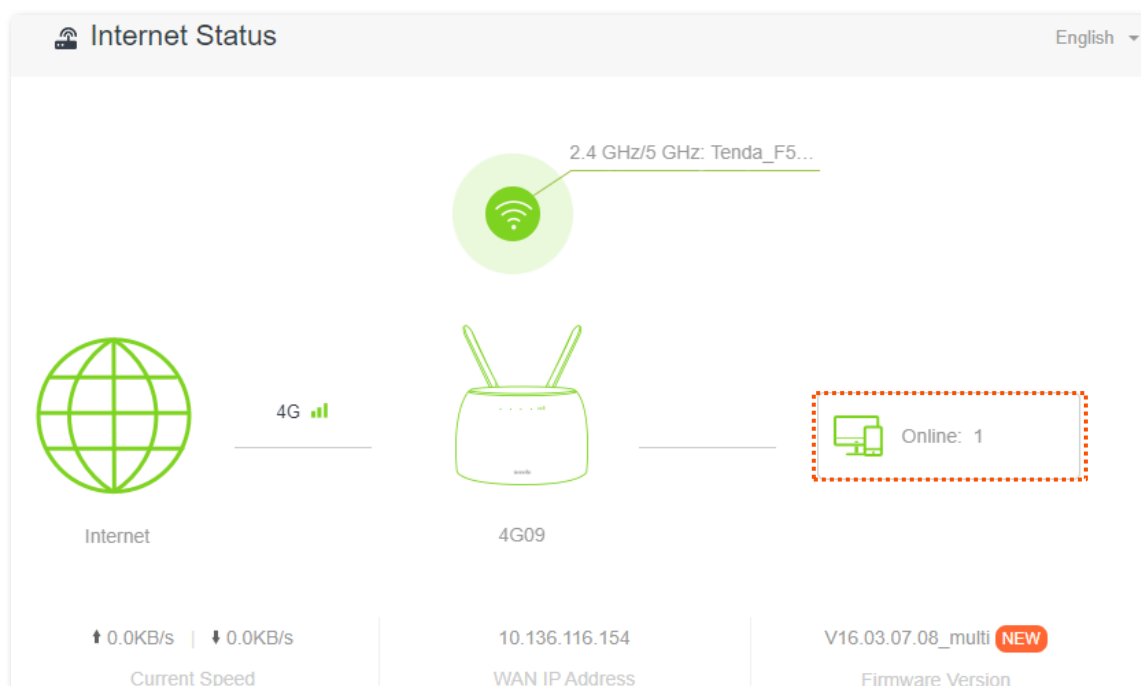 Internet Status
English
2.4 GHz/5 GHz: Tenda_F5...
4G
Online: 1
Internet
4G09
0.0KB/s | 0.0KB/s
10.136.116.154
V16.03.07.08_multi NEW
Current Speed
WAN IP Address
Firmware Version